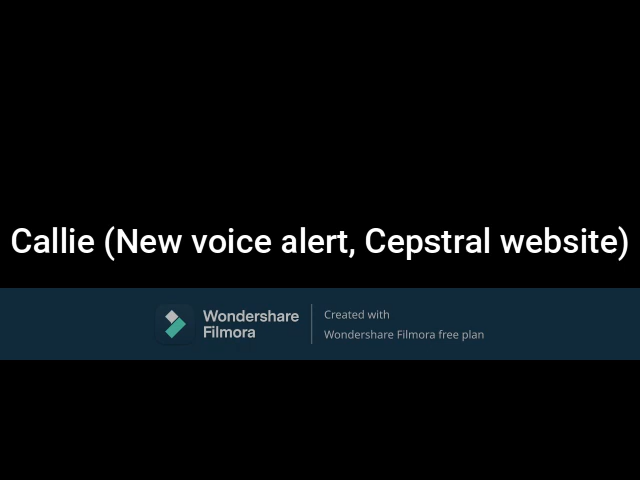 Callie (New voice alert, Cepstral website)
Wondershare
Filmora
Created with
Wondershare Filmora free plan